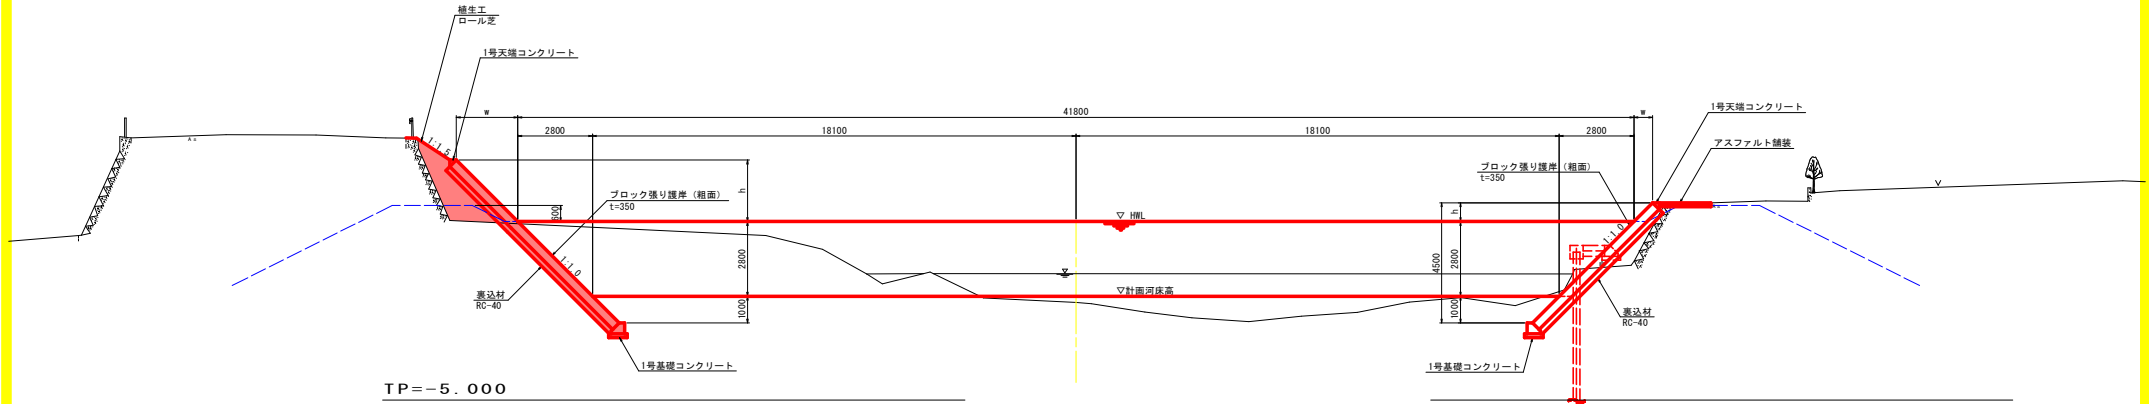 植生工
ロール芝
1号天端コンクリート
w
41800
w
1号天端コンクリート
2800
18100
18100
2800
アスファルト舗装
1:1.5
ブロック張り護岸（粗面）
t=350
h
ブロック張り護岸（粗面）
t=350
600
▽ HWL
h
1:1.0
1:1.0
2800
4500
2800
▽計画河床高
裏込材
RC-40
1000
1000
裏込材
RC-40
1号基礎コンクリート
1号基礎コンクリート
TP=-5.000